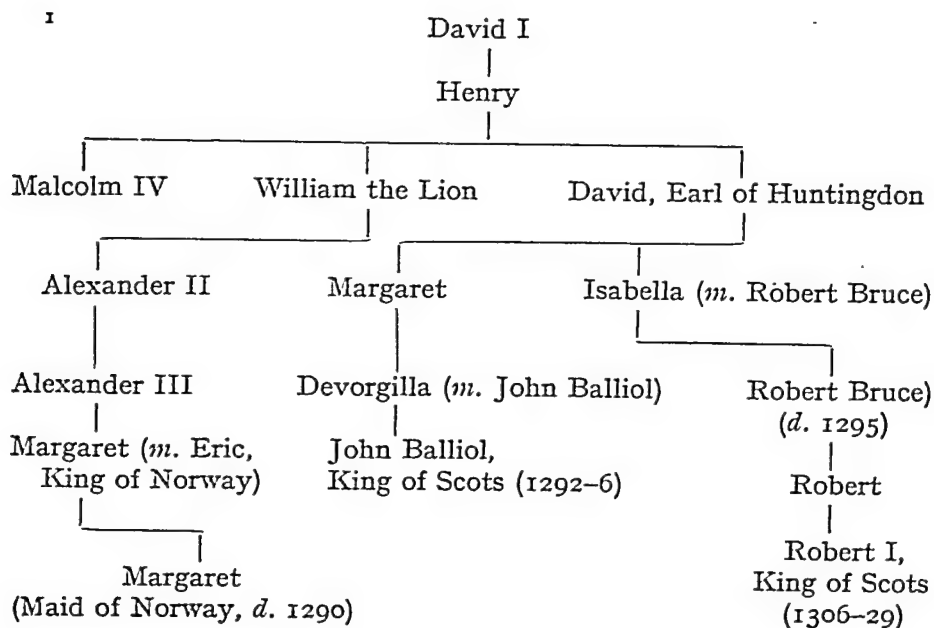 1
David I
Henry
Malcolm IV William the Lion David, Earl of Huntingdon
Alexander II Margaret Isabella (m. Robert Bruce)
Alexander III Devorgilla (m. John Balliol) Robert Bruce)
(d. 1295)
Margaret (m. Eric,
King of Norway)
John Balliol,
King of Scots (1292–6)
Robert
Margaret
(Maid of Norway, d. 1290)
Robert I,
King of Scots
(1306–29)